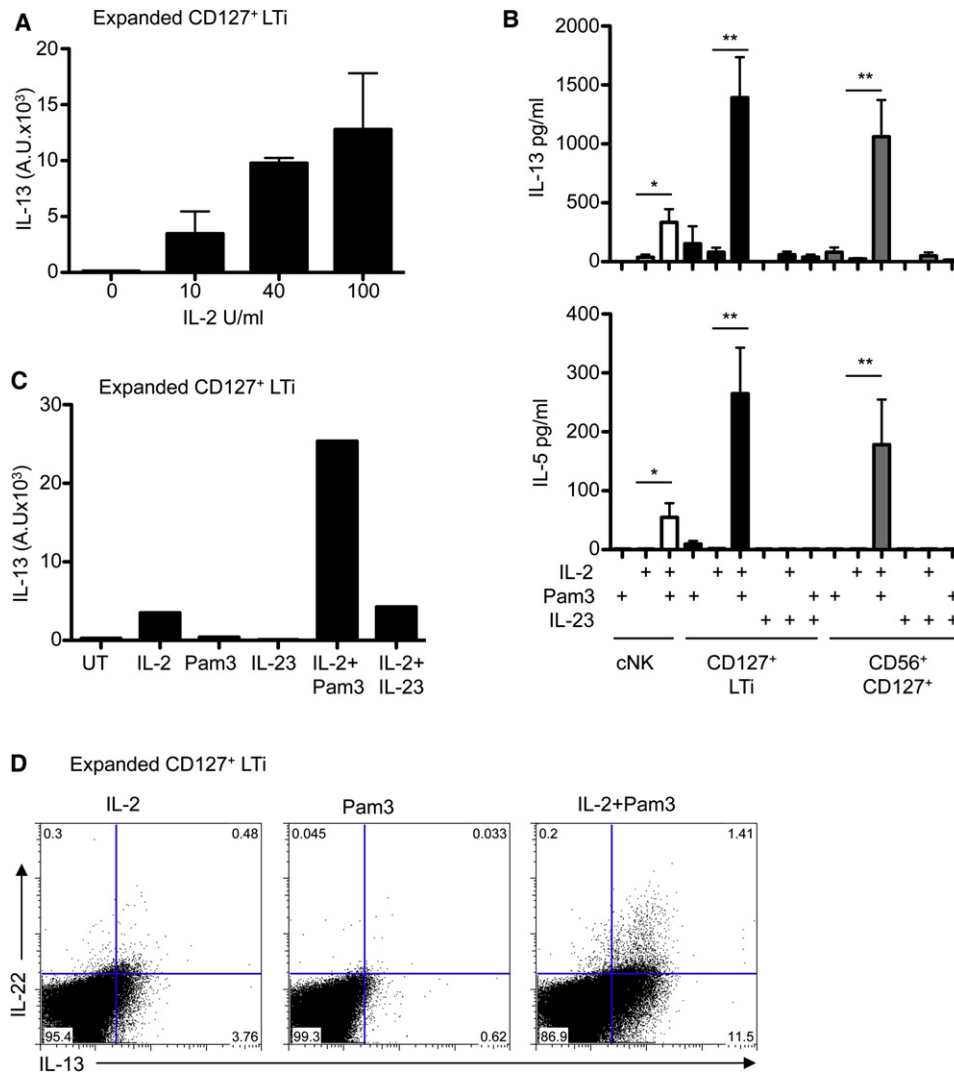 A
Expanded CD127⁺ LTi
IL-13 (A.U.x10³)
20
15
10
5
0
0 10 40 100
IL-2 U/ml
B
IL-13 pg/ml
2000
1500
1000
500
0
* ** **
IL-5 pg/ml
400
300
200
100
0
* ** **
IL-2 + + + + + + +
Pam3 + + + + + + + +
IL-23 + + + + + +
cNK CD127⁺ LTi CD56⁺ CD127⁺
C
Expanded CD127⁺ LTi
IL-13 (A.Ux10³)
30
20
10
0
UT IL-2 Pam3 IL-23 IL-2+ Pam3 IL-2+ IL-23
D
Expanded CD127⁺ LTi
IL-2 Pam3 IL-2+Pam3
0.3 0.48 0.045 0.033 0.2 1.41
IL-22
95.4 3.76 99.3 0.62 86.9 11.5
IL-13